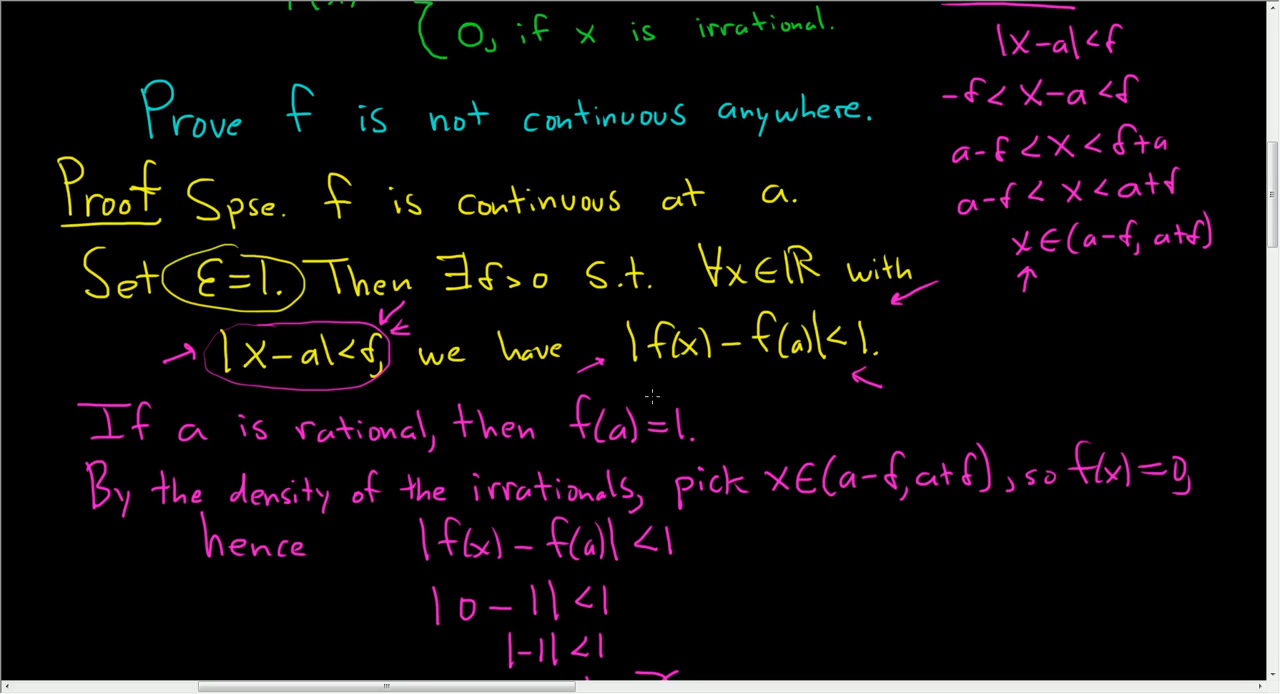 0, if x is irrational.
Prove f is not continuous anywhere.
Proof Spse. f is continuous at a.
Set ε=1. Then ∃δ>0 s.t. ∀x∈ℝ with
|x-a|<δ, we have |f(x)-f(a)|<1.
If a is rational, then f(a)=1.
By the density of the irrationals, pick x∈(a-δ,a+δ), so f(x)=0,
hence |f(x)-f(a)|<1
|0-1|<1
|-1|<1
|x-a|<δ
-δ<x-a<δ
a-δ<x<δ+a
a-δ<x<a+δ
x∈(a-δ, a+δ)